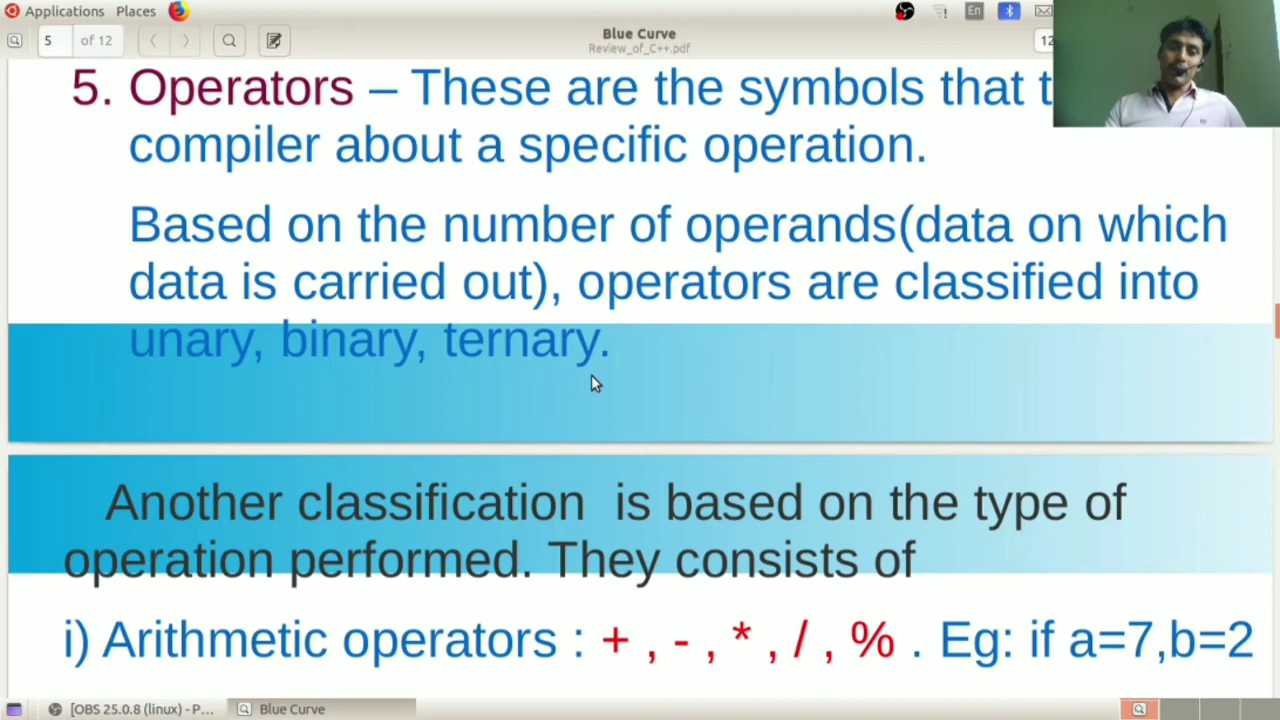 Applications Places
En
5 of 12
Blue Curve
Review_of_C++.pdf
12
5. Operators – These are the symbols that t
compiler about a specific operation.
Based on the number of operands(data on which
data is carried out), operators are classified into
unary, binary, ternary.
Another classification is based on the type of
operation performed. They consists of
i) Arithmetic operators : + , - , * , / , % . Eg: if a=7,b=2
[OBS 25.0.8 (linux) - P...
Blue Curve